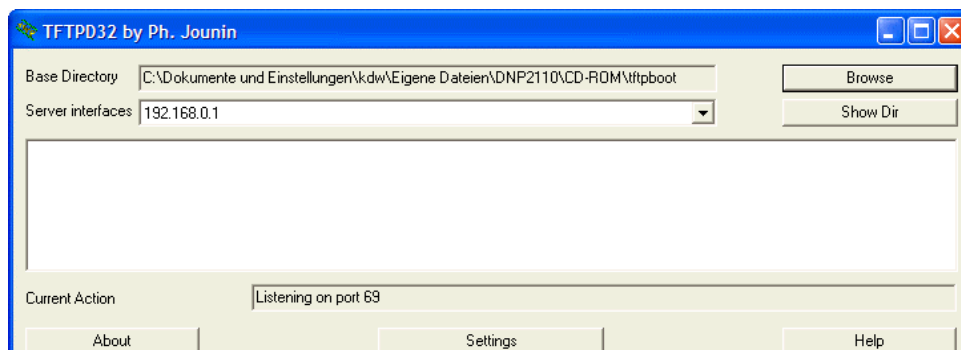 TFTPD32 by Ph. Jounin
Base Directory C:\Dokumente und Einstellungen\kdw\Eigene Dateien\DNP2110\CD-ROM\tftpboot Browse
Server interfaces 192.168.0.1 Show Dir
Current Action Listening on port 69
About Settings Help